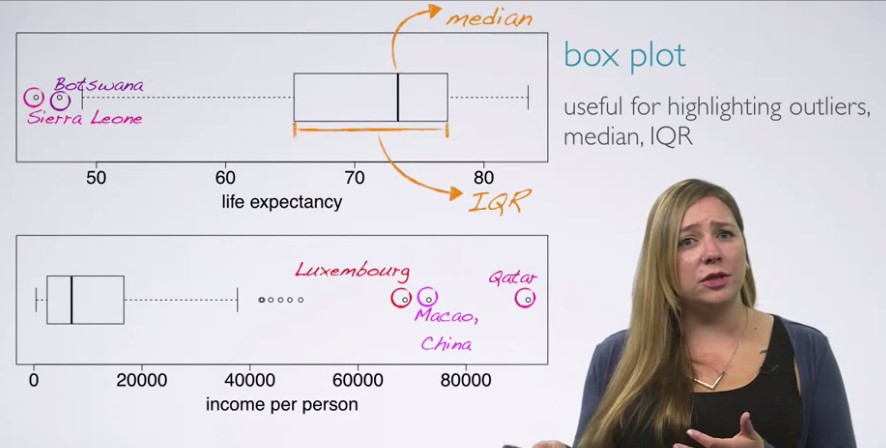 median
box plot
useful for highlighting outliers,
median, IQR
Botswana
Sierra Leone
50 60 70 80
life expectancy
IQR
Luxembourg
Qatar
Macao,
China
0 20000 40000 60000 80000
income per person